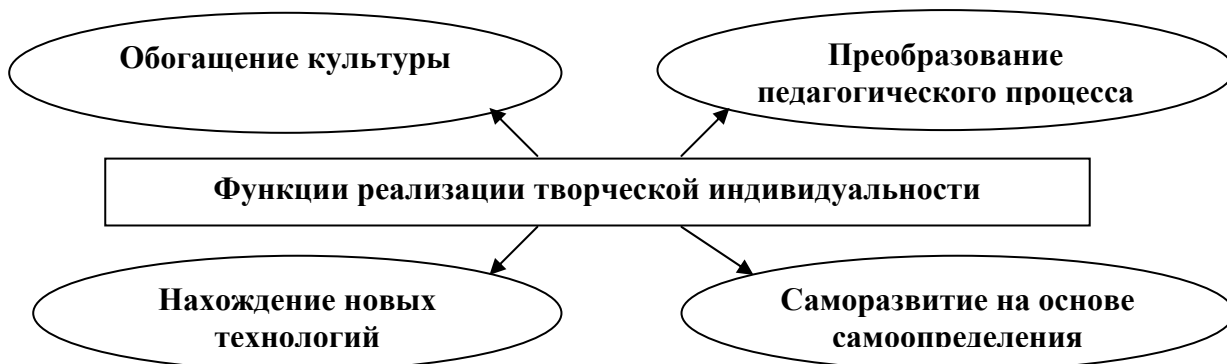 Обогащение культуры
Преобразование
педагогического процесса
Функции реализации творческой индивидуальности
Нахождение новых
технологий
Саморазвитие на основе
самоопределения